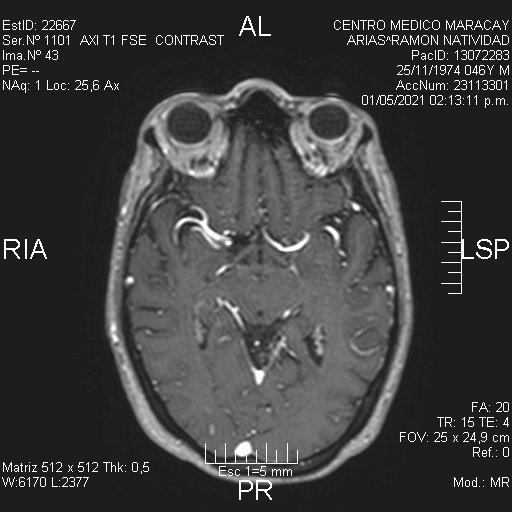 EstID: 22667
Ser.Nº 1101 AXI T1 FSE CONTRAST
Ima.Nº 43
PE= --
NAq: 1 Loc: 25,6 Ax
AL
CENTRO MEDICO MARACAY
ARIAS^RAMON NATIVIDAD
PacID: 13072283
25/11/1974 046Y M
AccNum: 23113301
01/05/2021 02:13:11 p.m.
RIA
LSP
FA: 20
TR: 15 TE: 4
FOV: 25 x 24,9 cm
Ref.: 0
Matriz 512 x 512 Thk: 0,5
W:6170 L:2377
Esc 1=5 mm
PR
Mod.: MR